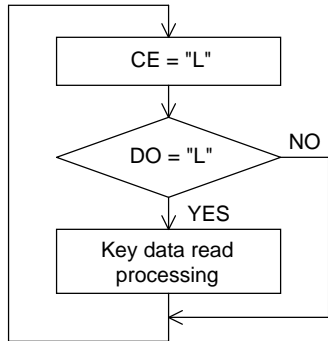 CE = "L"
DO = "L"
NO
YES
Key data read
processing